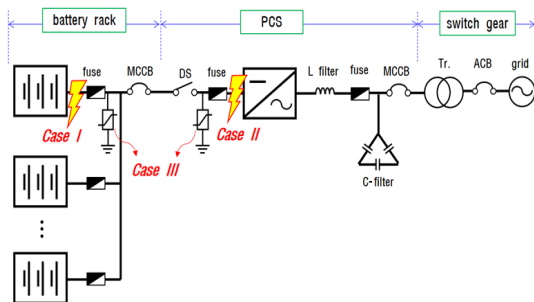 battery rack
PCS
switch gear
fuse
MCCB
DS
fuse
L filter
fuse
MCCB
Tr.
ACB
grid
Case I
Case II
Case III
C-filter